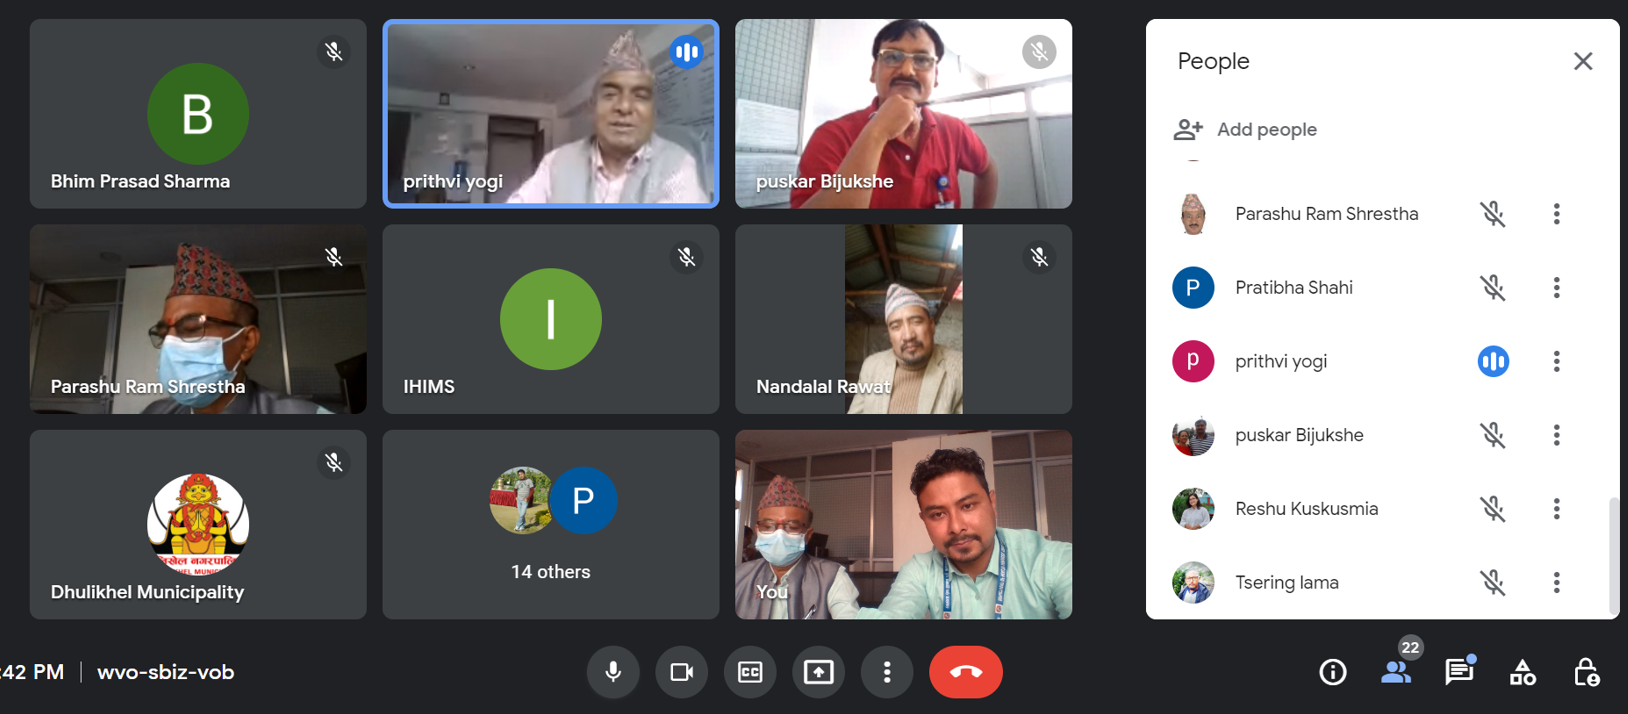 B
Bhim Prasad Sharma
prithvi yogi
puskar Bijukshe
Parashu Ram Shrestha
I
IHIMS
Nandalal Rawat
Dhulikhel Municipality
P
14 others
You
People
Add people
Parashu Ram Shrestha
P
Pratibha Shahi
p
prithvi yogi
puskar Bijukshe
Reshu Kuskusmia
Tsering lama
:42 PM
wvo-sbiz-vob
CC
22